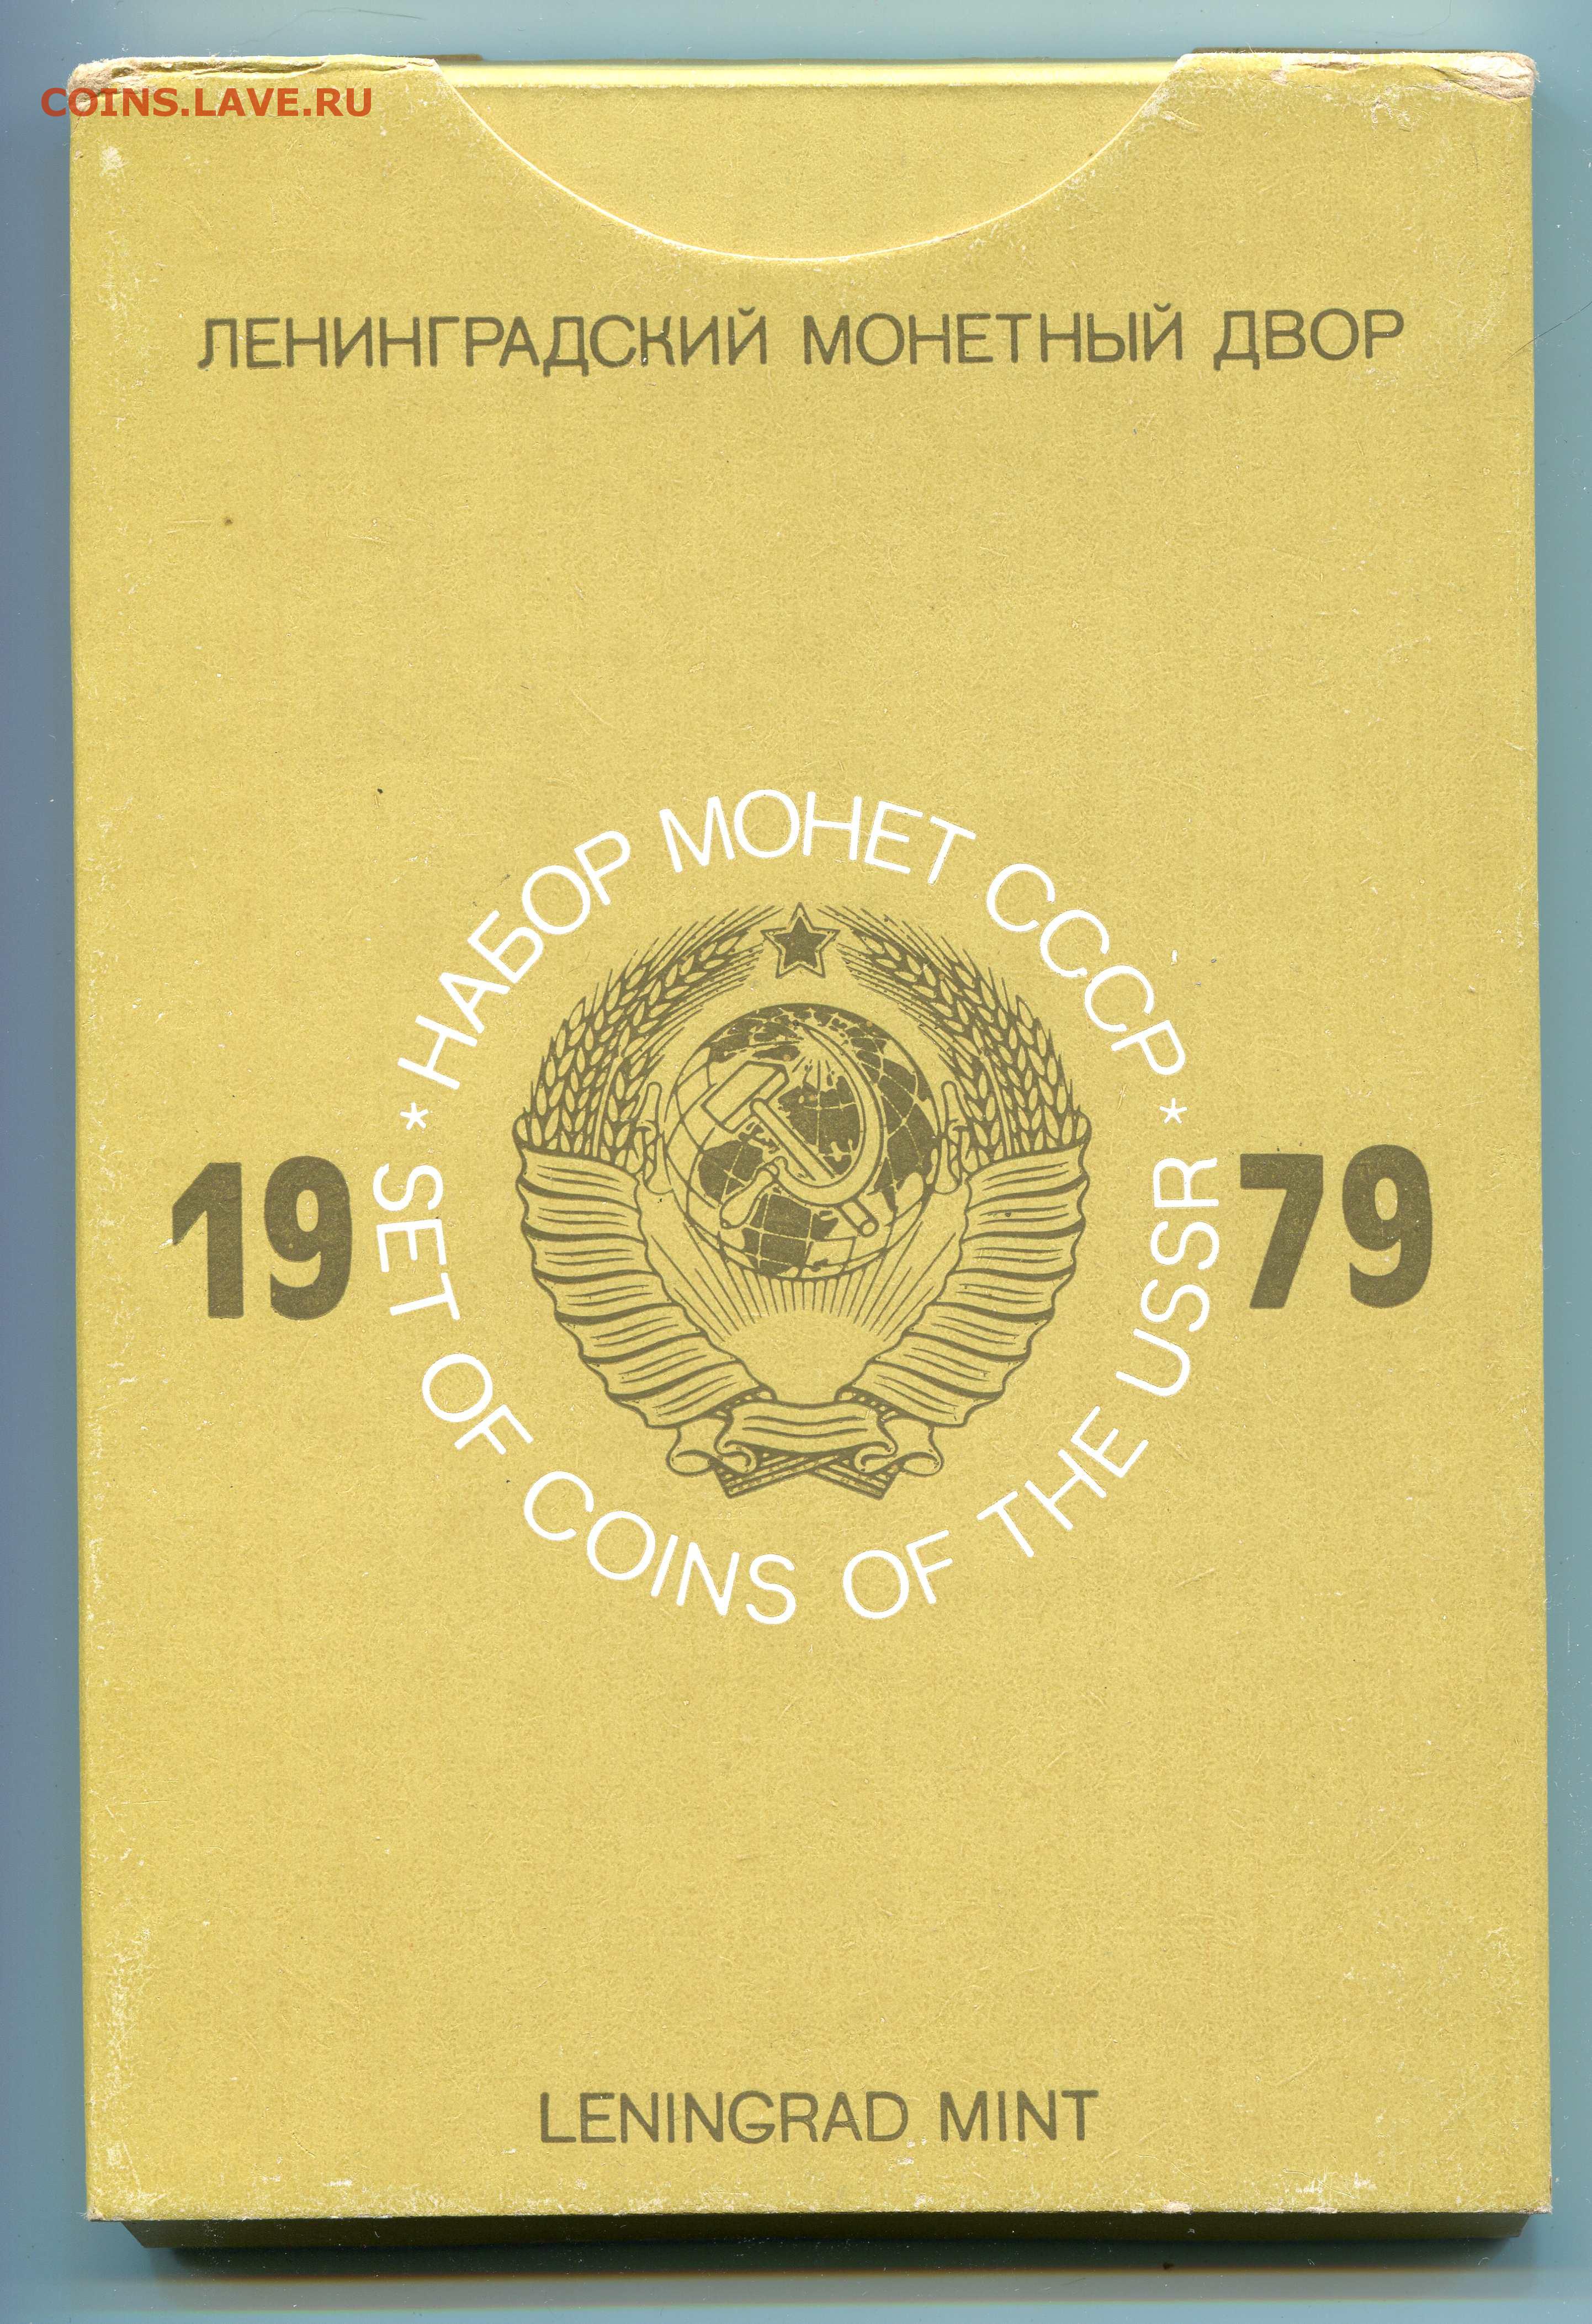 COINS.LAVE.RU
ЛЕНИНГРАДСКИЙ МОНЕТНЫЙ ДВОР
* НАБОР МОНЕТ СССР *
19
79
SET OF COINS OF THE USSR
LENINGRAD MINT